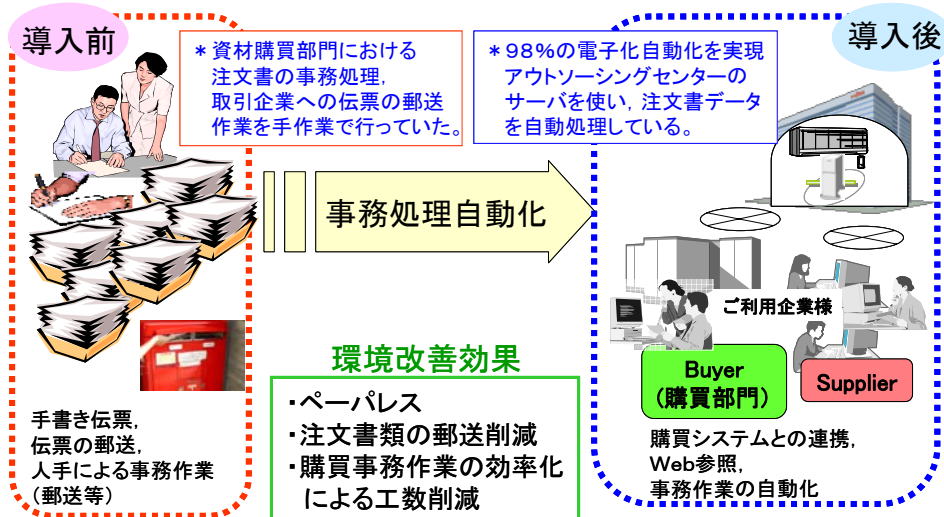 導入前
＊資材購買部門における
注文書の事務処理，
取引企業への伝票の郵送
作業を手作業で行っていた。
＊98％の電子化自動化を実現
アウトソーシングセンターの
サーバを使い，注文書データ
を自動処理している。
導入後
事務処理自動化
ご利用企業様
Buyer
（購買部門）
Supplier
環境改善効果
・ペーパレス
・注文書類の郵送削減
・購買事務作業の効率化
による工数削減
手書き伝票，
伝票の郵送，
人手による事務作業
（郵送等）
購買システムとの連携，
Web参照，
事務作業の自動化